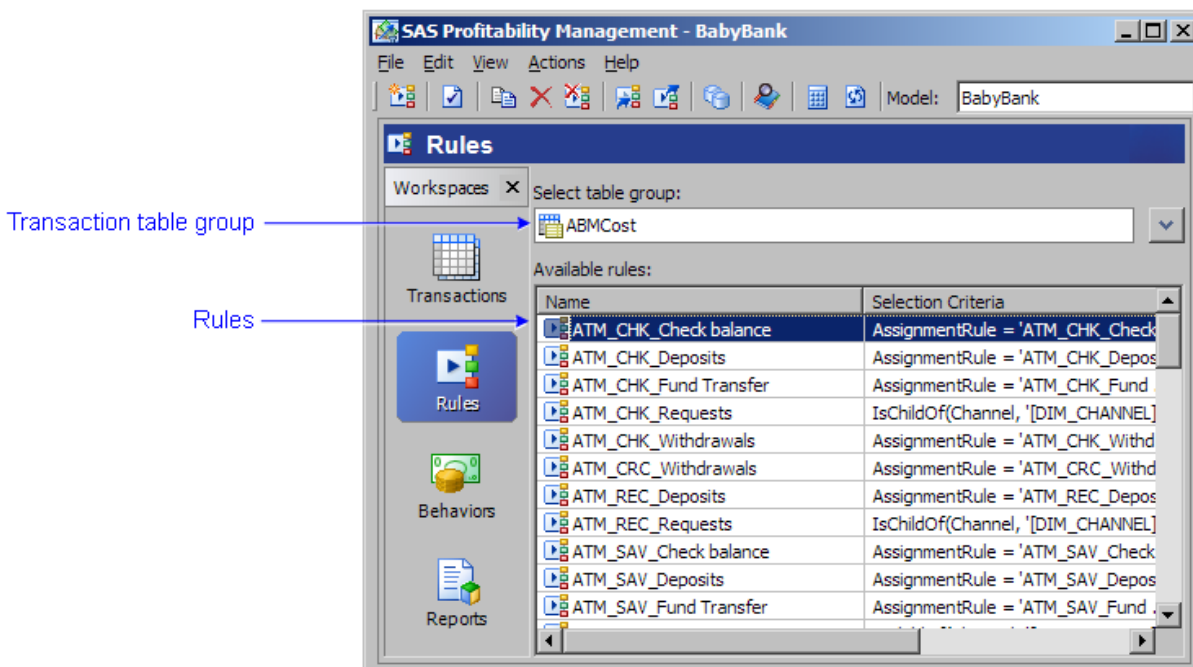 SAS Profitability Management - BabyBank
File Edit View Actions Help
Model: BabyBank
Rules
Workspaces X Select table group:
Transaction table group ABMCost
Available rules:
Transactions
Name Selection Criteria
Rules ATM_CHK_Check balance AssignmentRule = 'ATM_CHK_Check
ATM_CHK_Deposits AssignmentRule = 'ATM_CHK_Depos
Rules ATM_CHK_Fund Transfer AssignmentRule = 'ATM_CHK_Fund .
ATM_CHK_Requests IsChildOf(Channel, '[DIM_CHANNEL]
ATM_CHK_Withdrawals AssignmentRule = 'ATM_CHK_Withd
ATM_CRC_Withdrawals AssignmentRule = 'ATM_CRC_Withd
ATM_REC_Deposits AssignmentRule = 'ATM_REC_Depos
Behaviors
ATM_REC_Requests IsChildOf(Channel, '[DIM_CHANNEL]
ATM_SAV_Check balance AssignmentRule = 'ATM_SAV_Check
ATM_SAV_Deposits AssignmentRule = 'ATM_SAV_Depos
ATM_SAV_Fund Transfer AssignmentRule = 'ATM_SAV_Fund .
Reports